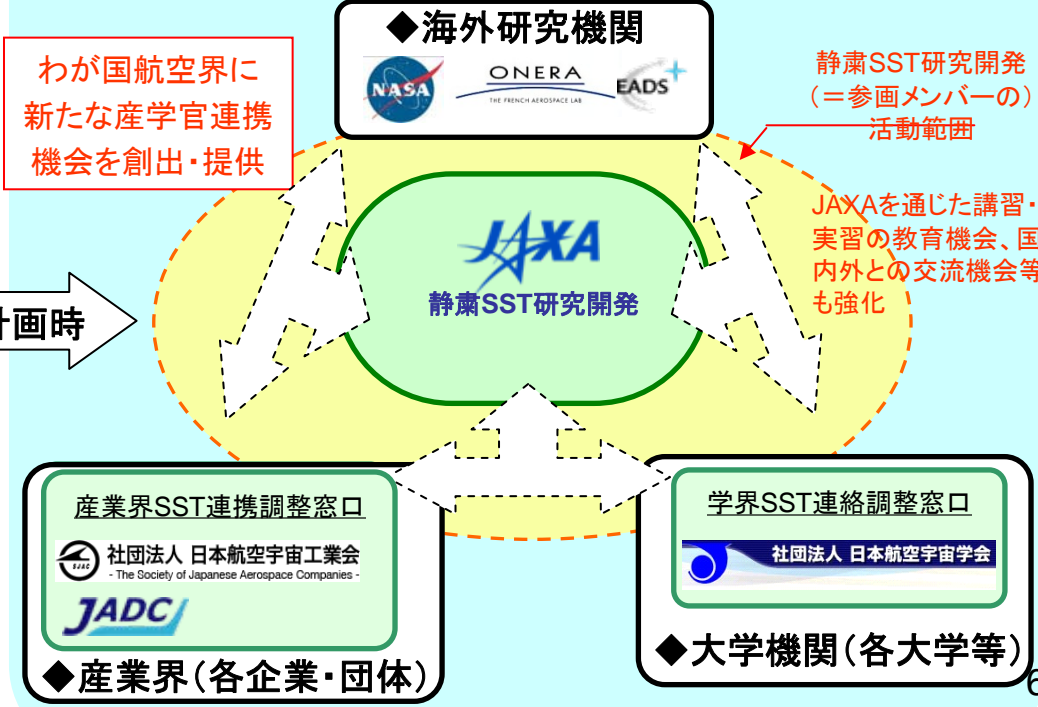 ◆海外研究機関
NASA
ONERA
THE FRENCH AEROSPACE LAB
EADS
わが国航空界に
新たな産学官連携
機会を創出・提供
静粛SST研究開発
（＝参画メンバーの）
活動範囲
JAXAを通じた講習・
実習の教育機会、国
内外との交流機会等
も強化
JAXA
静粛SST研究開発
計画時
産業界SST連携調整窓口
SJAC
社団法人 日本航空宇宙工業会
- The Society of Japanese Aerospace Companies -
JADC
◆産業界（各企業・団体）
学界SST連絡調整窓口
社団法人 日本航空宇宙学会
◆大学機関（各大学等）
6